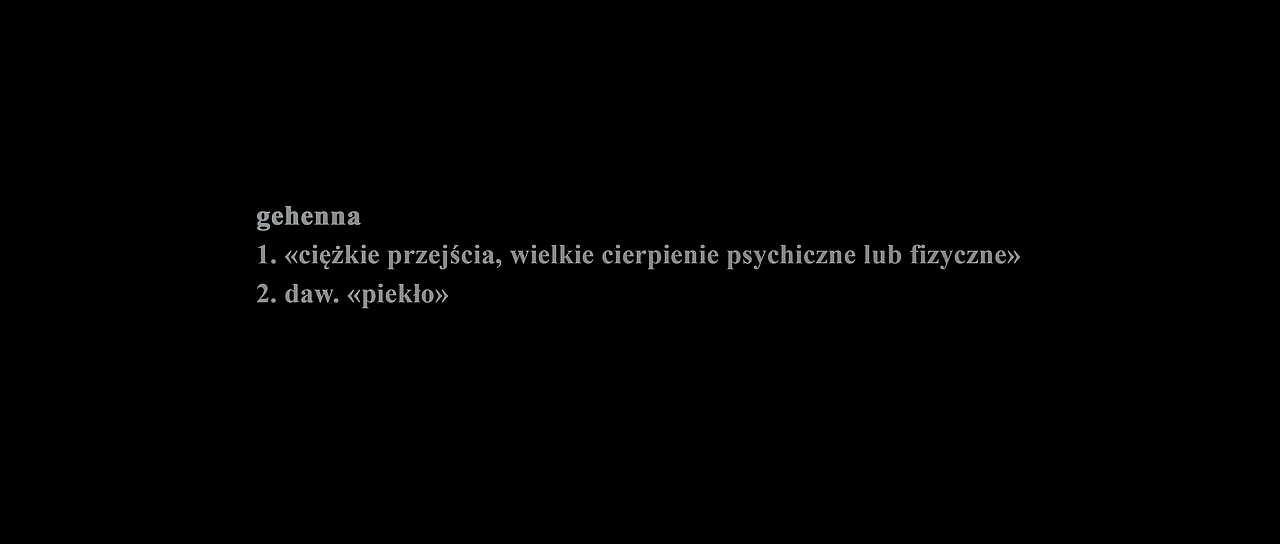 gehenna
1. «ciężkie przejścia, wielkie cierpienie psychiczne lub fizyczne»
2. daw. «piekło»